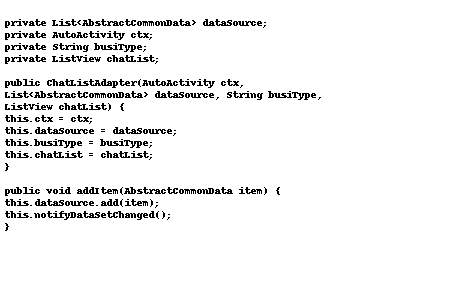 private List<AbstractCommonData> dataSource;
private AutoActivity ctx;
private String busiType;
private ListView chatList;
public ChatListAdapter(AutoActivity ctx,
List<AbstractCommonData> dataSource, String busiType,
ListView chatList) {
this.ctx = ctx;
this.dataSource = dataSource;
this.busiType = busiType;
this.chatList = chatList;
}
public void addItem(AbstractCommonData item) {
this.dataSource.add(item);
this.notifyDataSetChanged();
}